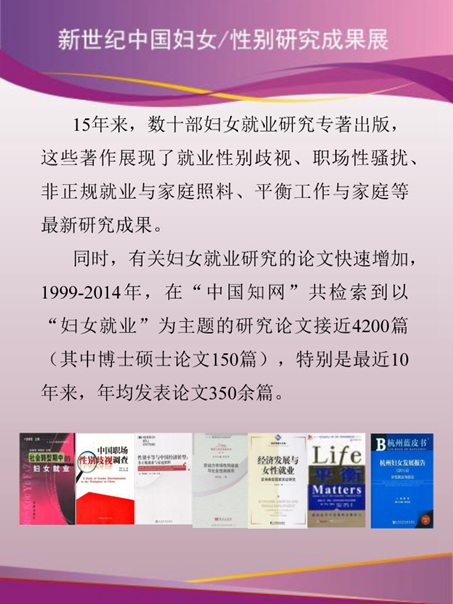 新世纪中国妇女/性别研究成果展
15年来，数十部妇女就业研究专著出版，
这些著作展现了就业性别歧视、职场性骚扰、
非正规就业与家庭照料、平衡工作与家庭等
最新研究成果。
同时，有关妇女就业研究的论文快速增加，
1999-2014年，在“中国知网”共检索到以
“妇女就业”为主题的研究论文接近4200篇
（其中博士硕士论文150篇），特别是最近10
年来，年均发表论文350余篇。
社会转型期中的
妇女就业
中国职场
性别歧视调查
经济发展与
女性就业
Life
平衡
Matters
B 杭州蓝皮书
杭州妇女发展报告